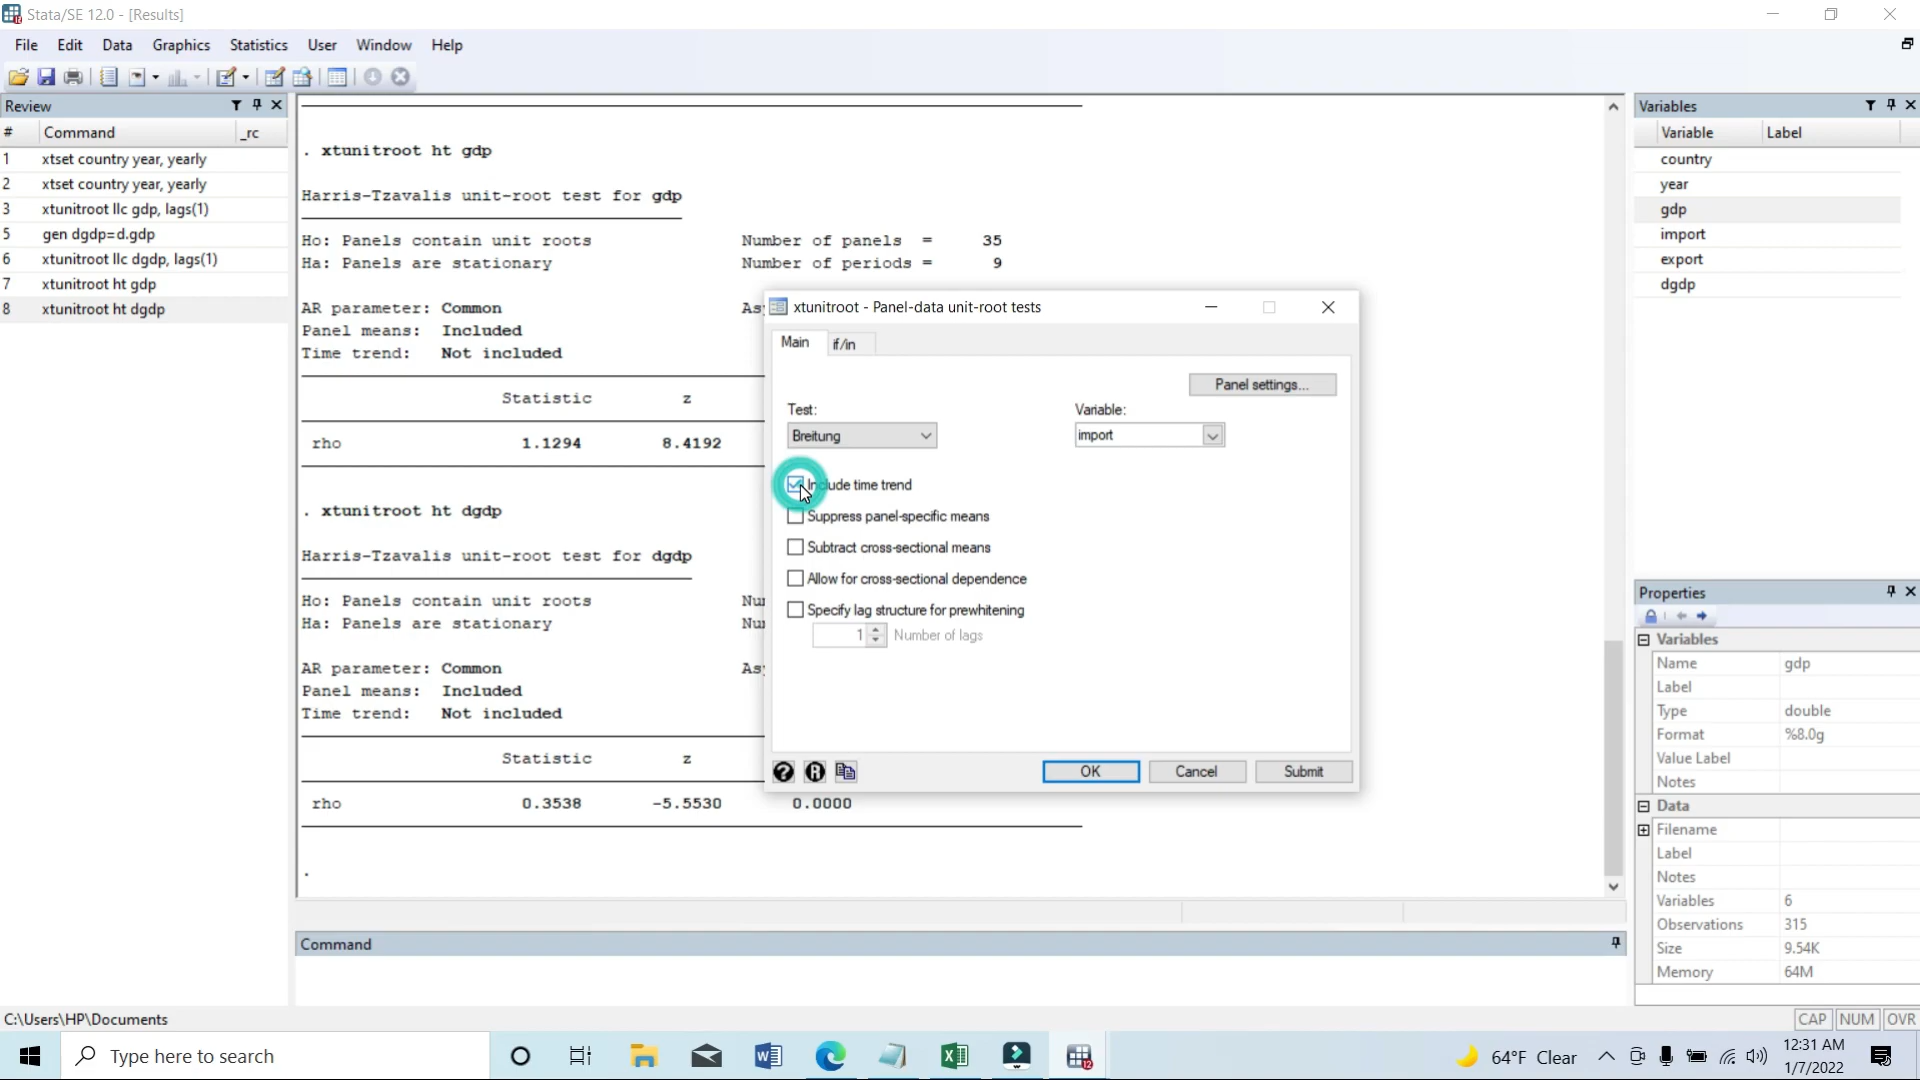 Stata/SE 12.0 - [Results]
File Edit Data Graphics Statistics User Window Help
Review
# Command _rc
1 xtset country year, yearly
2 xtset country year, yearly
3 xtunitroot llc gdp, lags(1)
5 gen dgdp=d.gdp
6 xtunitroot llc dgdp, lags(1)
7 xtunitroot ht gdp
8 xtunitroot ht dgdp
. xtunitroot ht gdp
Harris-Tzavalis unit-root test for gdp
Ho: Panels contain unit roots Number of panels = 35
Ha: Panels are stationary Number of periods = 9
AR parameter: Common
Panel means: Included
Time trend: Not included
Statistic z
rho 1.1294 8.4192
. xtunitroot ht dgdp
Harris-Tzavalis unit-root test for dgdp
Ho: Panels contain unit roots
Ha: Panels are stationary
AR parameter: Common
Panel means: Included
Time trend: Not included
Statistic z
rho 0.3538 -5.5530 0.0000
.
xtunitroot - Panel-data unit-root tests
Main if/in
Panel settings...
Test: Variable:
Breitung import
Include time trend
Suppress panel-specific means
Subtract cross-sectional means
Allow for cross-sectional dependence
Specify lag structure for prewhitening
1 Number of lags
OK Cancel Submit
Command
Variables
Variable Label
country
year
gdp
import
export
dgdp
Properties
Variables
Name gdp
Label
Type double
Format %8.0g
Value Label
Notes
Data
Filename
Label
Notes
Variables 6
Observations 315
Size 9.54K
Memory 64M
C:\Users\HP\Documents
CAP NUM OVR
Type here to search
64°F Clear
12:31 AM
1/7/2022